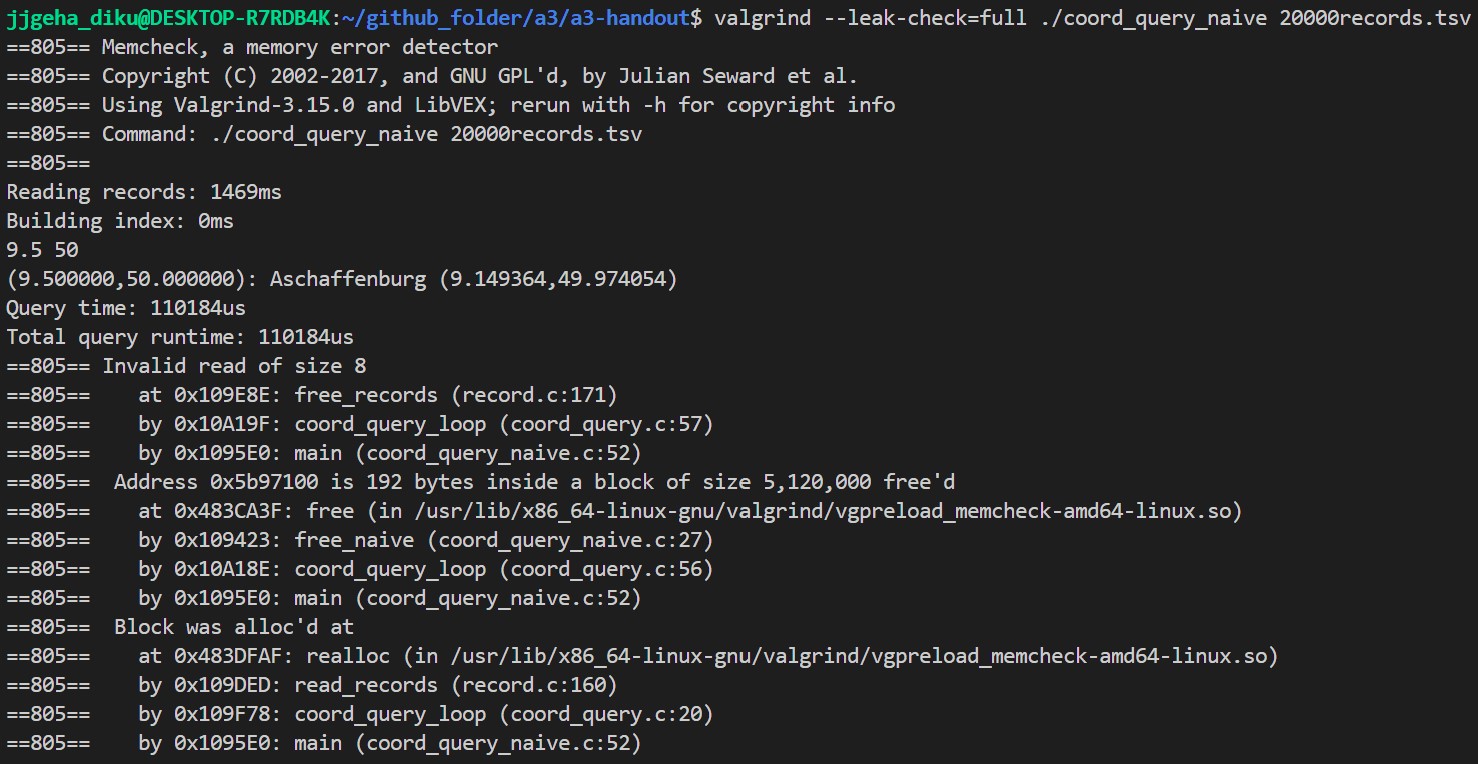 jjgeha_diku@DESKTOP-R7RDB4K:~/github_folder/a3/a3-handout$ valgrind --leak-check=full ./coord_query_naive 20000records.tsv
==805== Memcheck, a memory error detector
==805== Copyright (C) 2002-2017, and GNU GPL'd, by Julian Seward et al.
==805== Using Valgrind-3.15.0 and LibVEX; rerun with -h for copyright info
==805== Command: ./coord_query_naive 20000records.tsv
==805==
Reading records: 1469ms
Building index: 0ms
9.5 50
(9.500000,50.000000): Aschaffenburg (9.149364,49.974054)
Query time: 110184us
Total query runtime: 110184us
==805== Invalid read of size 8
==805==    at 0x109E8E: free_records (record.c:171)
==805==    by 0x10A19F: coord_query_loop (coord_query.c:57)
==805==    by 0x1095E0: main (coord_query_naive.c:52)
==805==  Address 0x5b97100 is 192 bytes inside a block of size 5,120,000 free'd
==805==    at 0x483CA3F: free (in /usr/lib/x86_64-linux-gnu/valgrind/vgpreload_memcheck-amd64-linux.so)
==805==    by 0x109423: free_naive (coord_query_naive.c:27)
==805==    by 0x10A18E: coord_query_loop (coord_query.c:56)
==805==    by 0x1095E0: main (coord_query_naive.c:52)
==805==  Block was alloc'd at
==805==    at 0x483DFAF: realloc (in /usr/lib/x86_64-linux-gnu/valgrind/vgpreload_memcheck-amd64-linux.so)
==805==    by 0x109DED: read_records (record.c:160)
==805==    by 0x109F78: coord_query_loop (coord_query.c:20)
==805==    by 0x1095E0: main (coord_query_naive.c:52)